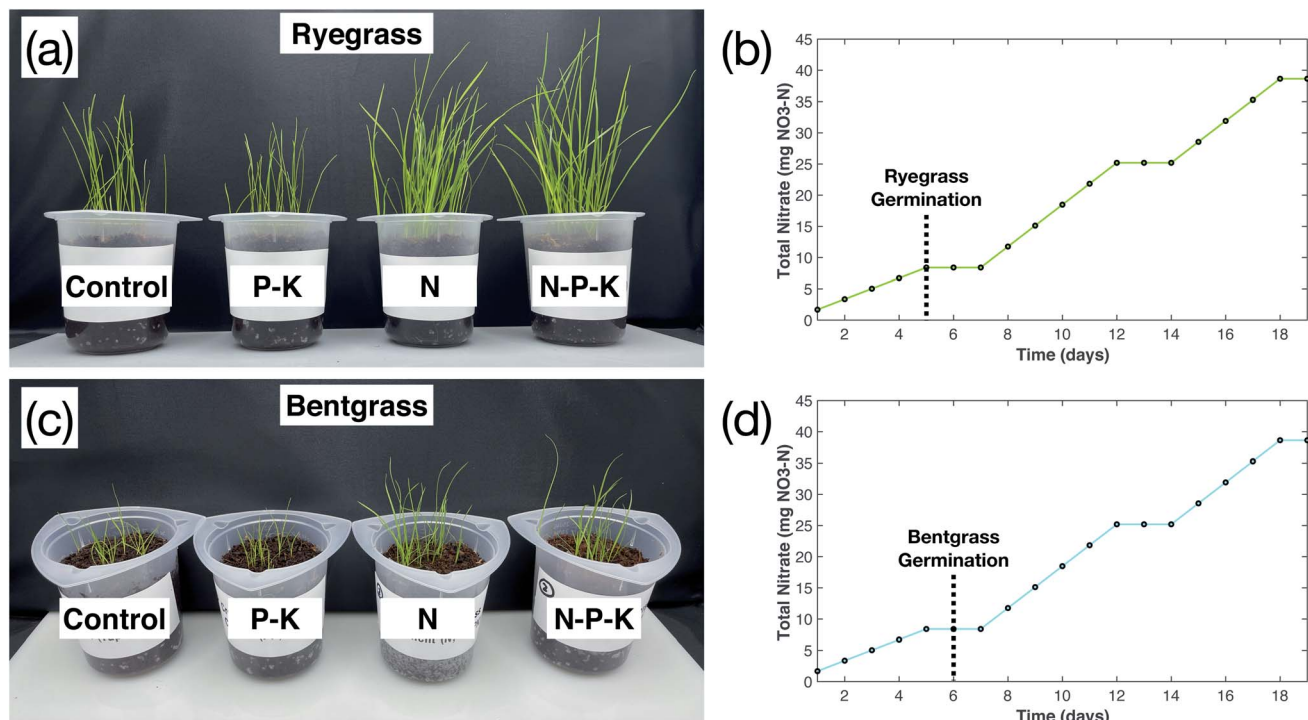 (a)
Ryegrass
Control
P-K
N
N-P-K
(b)
45
40
35
30
25
20
15
10
5
0
Total Nitrate (mg NO3-N)
Ryegrass
Germination
2 4 6 8 10 12 14 16 18
Time (days)
(c)
Bentgrass
Control
P-K
N
N-P-K
2
(d)
45
40
35
30
25
20
15
10
5
0
Total Nitrate (mg NO3-N)
Bentgrass
Germination
2 4 6 8 10 12 14 16 18
Time (days)